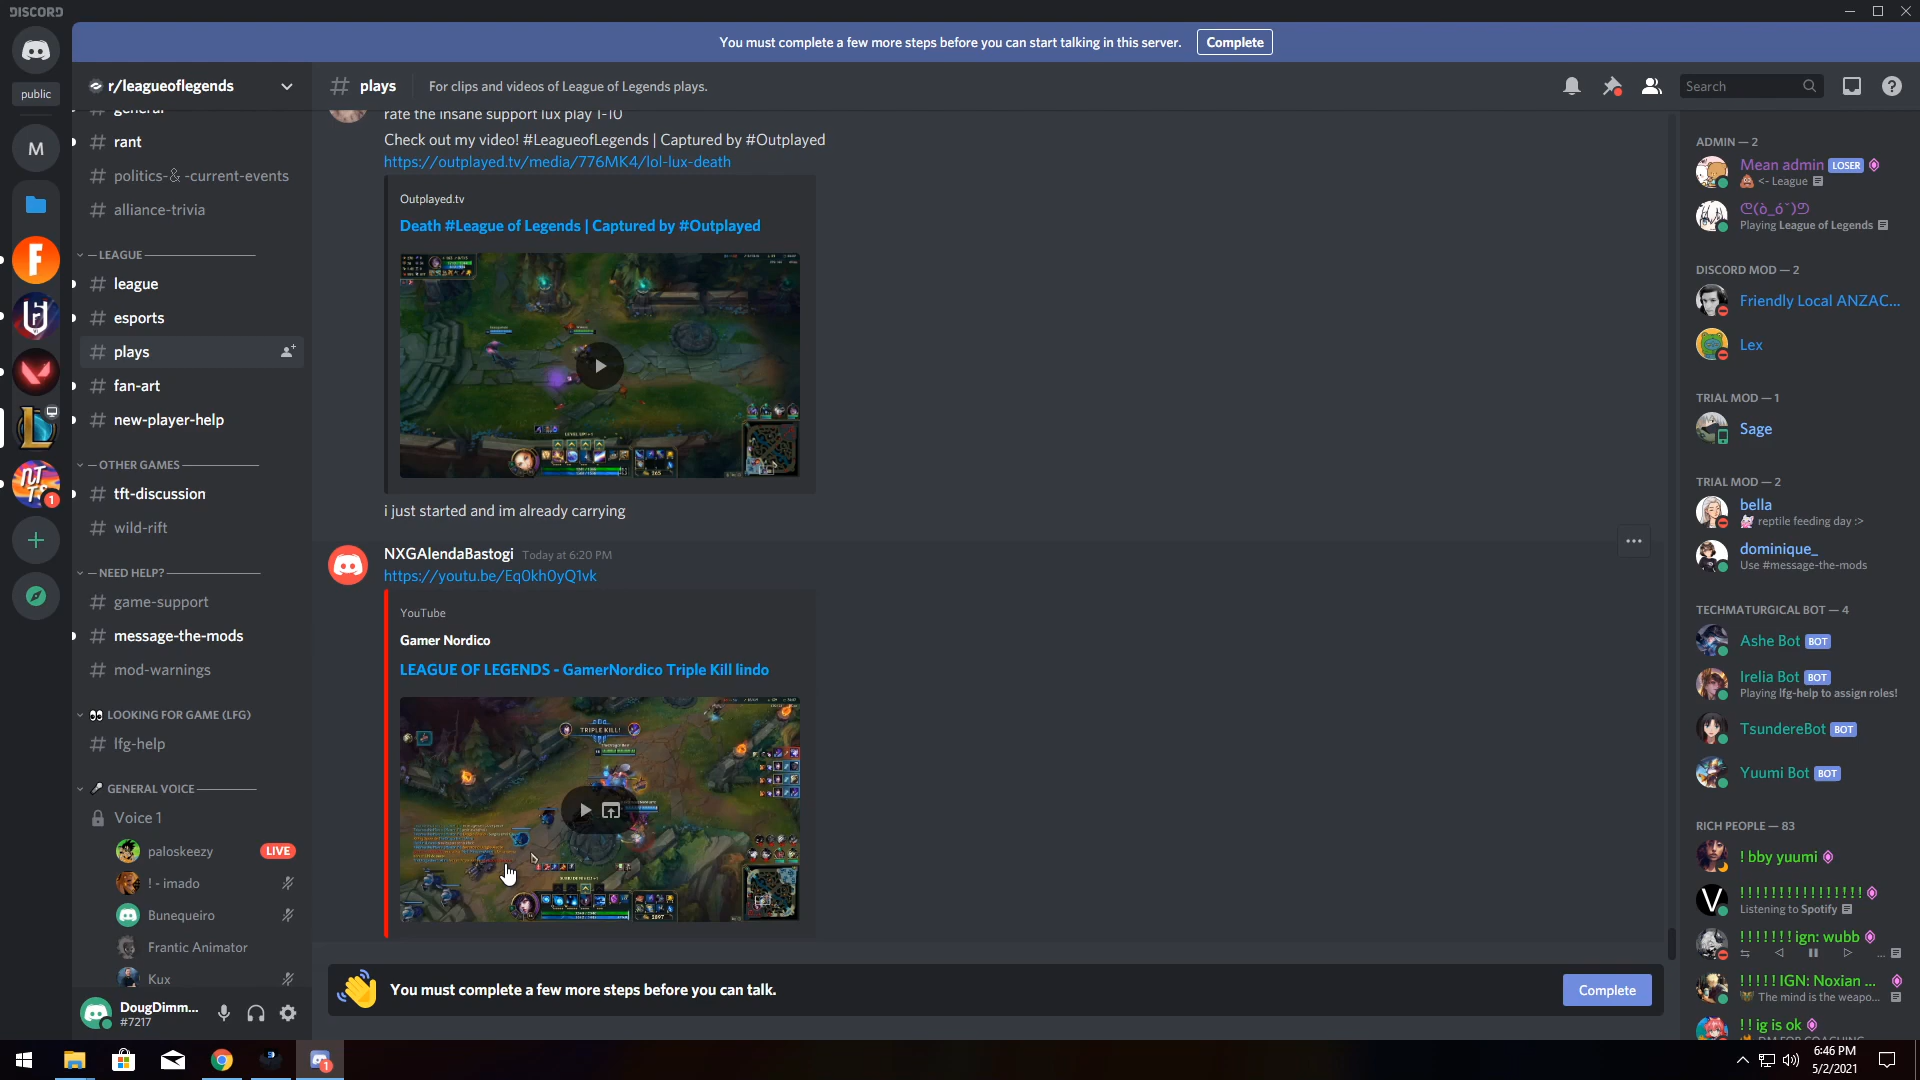 DISCORD
You must complete a few more steps before you can start talking in this server.
Complete
public
M
1
r/leagueoflegends
general
rant
politics-& -current-events
alliance-trivia
LEAGUE
league
esports
plays
fan-art
new-player-help
OTHER GAMES
tft-discussion
wild-rift
NEED HELP?
game-support
message-the-mods
mod-warnings
LOOKING FOR GAME (LFG)
lfg-help
GENERAL VOICE
Voice 1
paloskeezy LIVE
! - imado
Bunequeiro
Frantic Animator
Kux
DougDimm...
#7217
# plays
For clips and videos of League of Legends plays.
Search
rate the insane support lux play 1-10
Check out my video! #LeagueofLegends | Captured by #Outplayed
https://outplayed.tv/media/776MK4/lol-lux-death
Outplayed.tv
Death #League of Legends | Captured by #Outplayed
i just started and im already carrying
NXGAlendaBastogi Today at 6:20 PM
https://youtu.be/Eq0kh0yQ1vk
YouTube
Gamer Nordico
LEAGUE OF LEGENDS - GamerNordico Triple Kill lindo
TRIPLE KILL!
You must complete a few more steps before you can talk.
Complete
ADMIN — 2
Mean admin LOSER
<- League
Playing League of Legends
DISCORD MOD — 2
Friendly Local ANZAC...
Lex
TRIAL MOD — 1
Sage
TRIAL MOD — 2
bella
reptile feeding day :>
dominique_
Use #message-the-mods
TECHMATURGICAL BOT — 4
Ashe Bot BOT
Irelia Bot BOT
Playing lfg-help to assign roles!
TsundereBot BOT
Yuumi Bot BOT
RICH PEOPLE — 83
! bby yuumi
Listening to Spotify
!!!!!!! ign: wubb
...
!!!!! IGN: Noxian ...
The mind is the weapo...
!! ig is ok
DM FOR COACHING
1
6:46 PM
5/2/2021